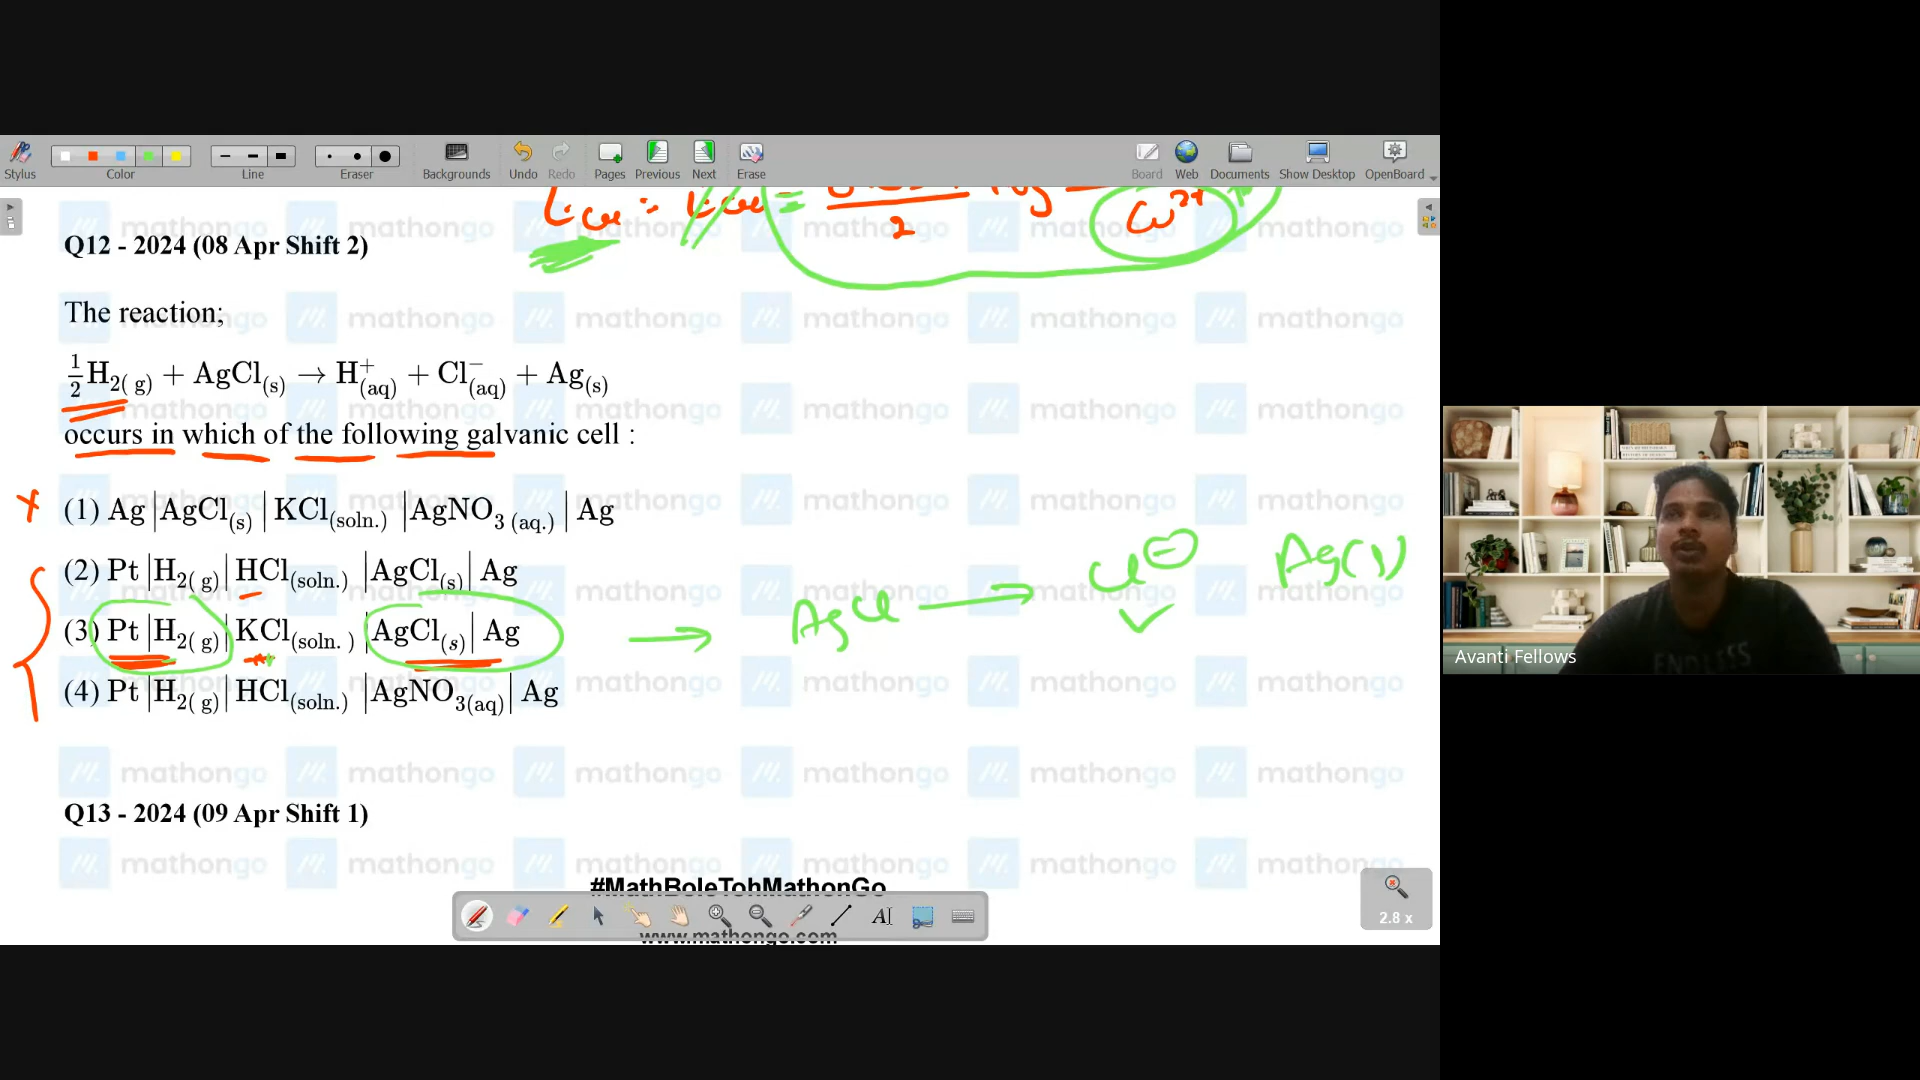 Stylus
Color
Line
Eraser
Backgrounds
Undo
Redo
Pages
Previous
Next
Erase
Board
Web
Documents
Show Desktop
OpenBoard
2
Cu²⁺
Q12 - 2024 (08 Apr Shift 2)
The reaction;
½H₂( g) + AgCl(s) → H⁺(aq) + Cl⁻(aq) + Ag(s)
occurs in which of the following galvanic cell :
(1) Ag |AgCl(s) | KCl(soln.) |AgNO₃ (aq.) | Ag
(2) Pt |H₂( g)| HCl(soln.) |AgCl(s)| Ag
(3) Pt |H₂( g)| KCl(soln. ) |AgCl(s)| Ag
(4) Pt |H₂( g)| HCl(soln.) |AgNO₃(aq)| Ag
→ AgCl → Cl⊖ Ag(s)
✓
Q13 - 2024 (09 Apr Shift 1)
#MathBoleTohMathonGo
www.mathongo.com
2.8 x
mathongo
Avanti Fellows